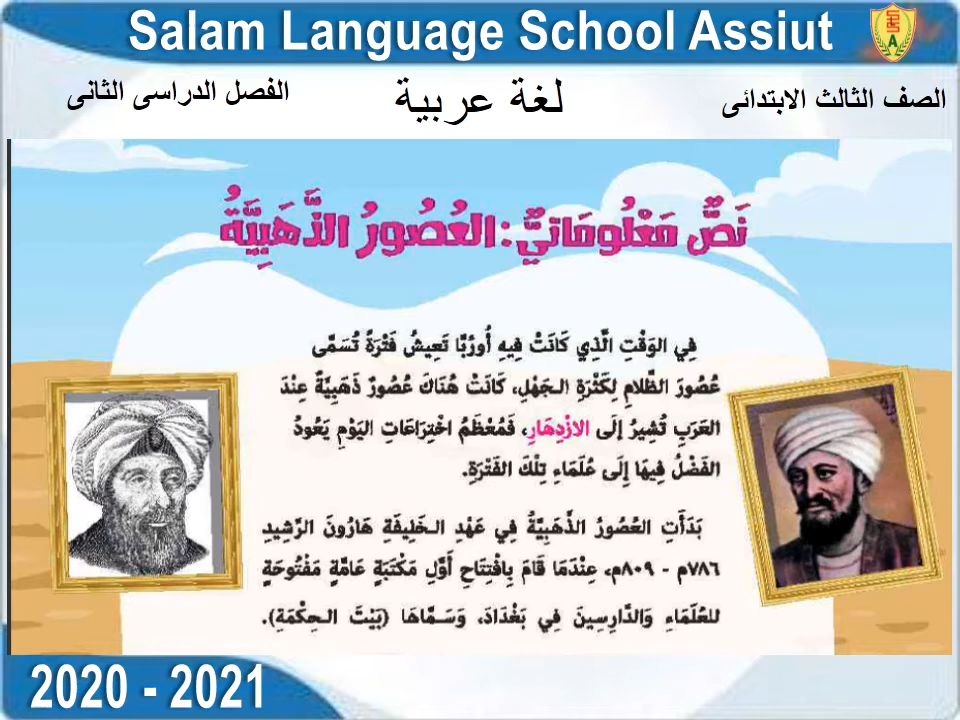 Salam Language School Assiut
الصف الثالث الابتدائى
لغة عربية
الفصل الدراسى الثانى
نَصٌّ مَعْلُومَاتِيٌّ: العُصُورُ الذَّهَبِيَّةُ
فِي الوَقْتِ الَّذِي كَانَتْ فِيهِ أُورُبَّا تَعِيشُ فَتْرَةً تُسَمَّى
عُصُورَ الظَّلَامِ لِكَثْرَةِ الجَهْلِ، كَانَتْ هُنَاكَ عُصُورٌ ذَهَبِيَّةٌ عِنْدَ
العَرَبِ تُشِيرُ إِلَى الازْدِهَارِ، فَمُعْظَمُ اخْتِرَاعَاتِ اليَوْمِ يَعُودُ
الفَضْلُ فِيهَا إِلَى عُلَمَاءِ تِلْكَ الفَتْرَةِ.
بَدَأَتِ العُصُورُ الذَّهَبِيَّةُ فِي عَهْدِ الخَلِيفَةِ هَارُونَ الرَّشِيدِ
٧٨٦م - ٨٠٩م، عِنْدَمَا قَامَ بِافْتِتَاحِ أَوَّلِ مَكْتَبَةٍ عَامَّةٍ مَفْتُوحَةٍ
للعُلَمَاءِ وَالدَّارِسِينَ فِي بَغْدَادَ، وَسَمَّاهَا (بَيْتَ الحِكْمَةِ).
2020 - 2021